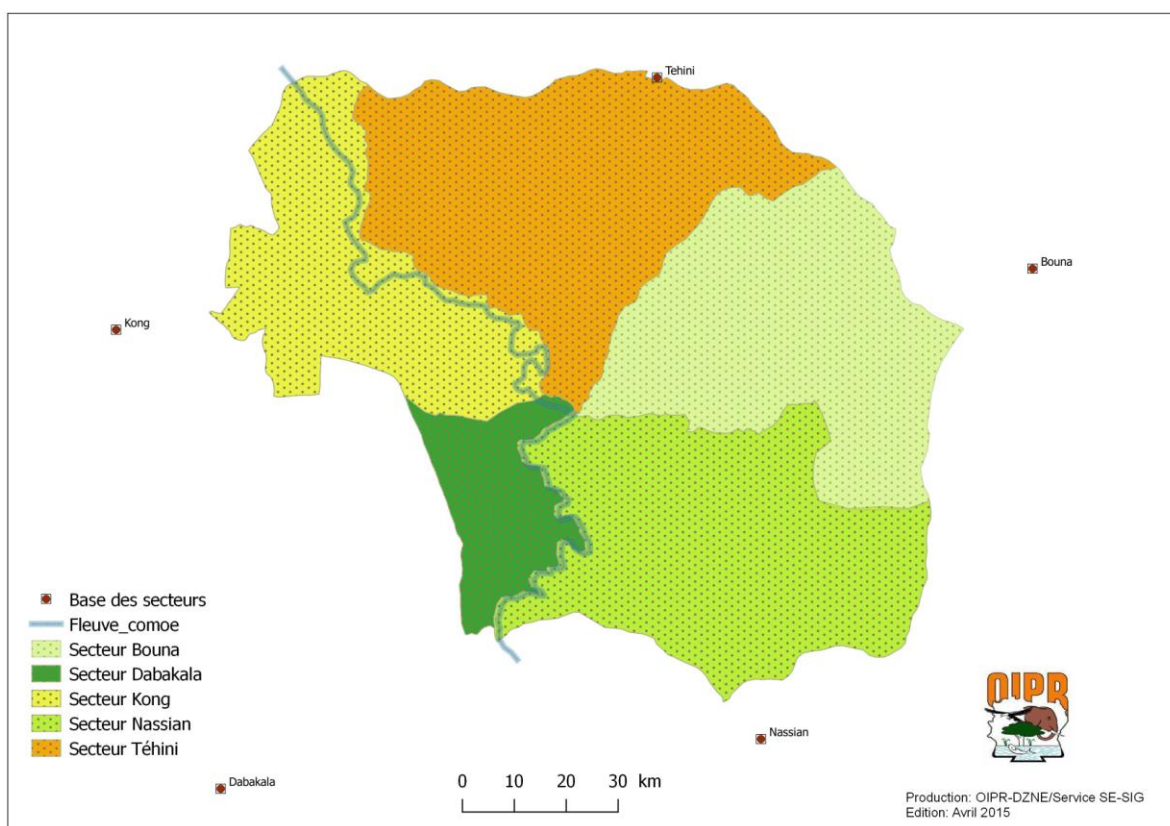 Tehini
Bouna
Kong
Base des secteurs
Fleuve_comoe
Secteur Bouna
Secteur Dabakala
Secteur Kong
Secteur Nassian
Secteur Téhini
Nassian
Dabakala
0 10 20 30 km
OIPR
Production: OIPR-DZNE/Service SE-SIG
Edition: Avril 2015